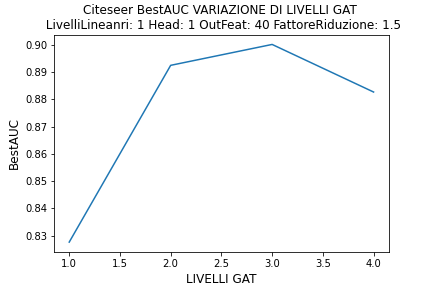 Citeseer BestAUC VARIAZIONE DI LIVELLI GAT
LivelliLineanri: 1 Head: 1 OutFeat: 40 FattoreRiduzione: 1.5
BestAUC
0.90
0.89
0.88
0.87
0.86
0.85
0.84
0.83
1.0 1.5 2.0 2.5 3.0 3.5 4.0
LIVELLI GAT